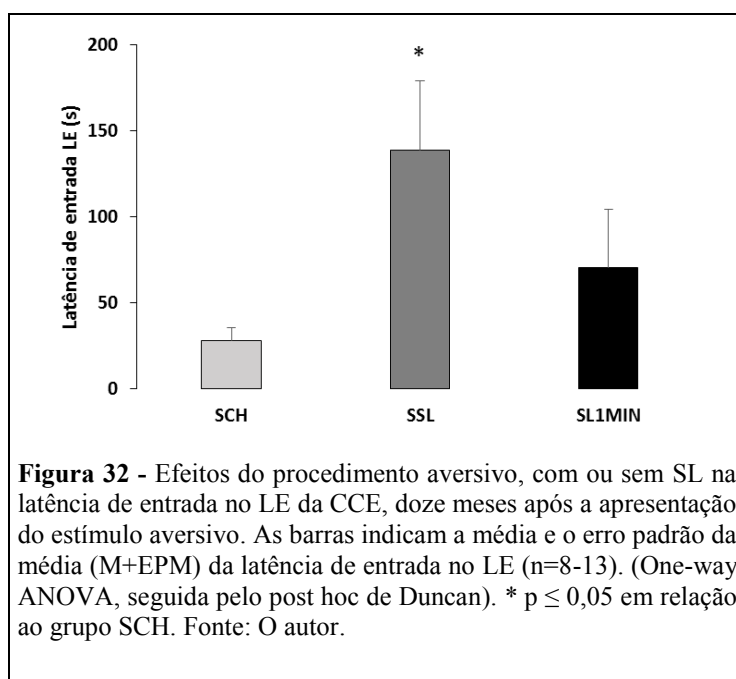 200
*
150
100
50
0
Latência de entrada LE (s)
SCH SSL SL1MIN
Figura 32 - Efeitos do procedimento aversivo, com ou sem SL na
latência de entrada no LE da CCE, doze meses após a apresentação
do estímulo aversivo. As barras indicam a média e o erro padrão da
média (M+EPM) da latência de entrada no LE (n=8-13). (One-way
ANOVA, seguida pelo post hoc de Duncan). * p ≤ 0,05 em relação
ao grupo SCH. Fonte: O autor.